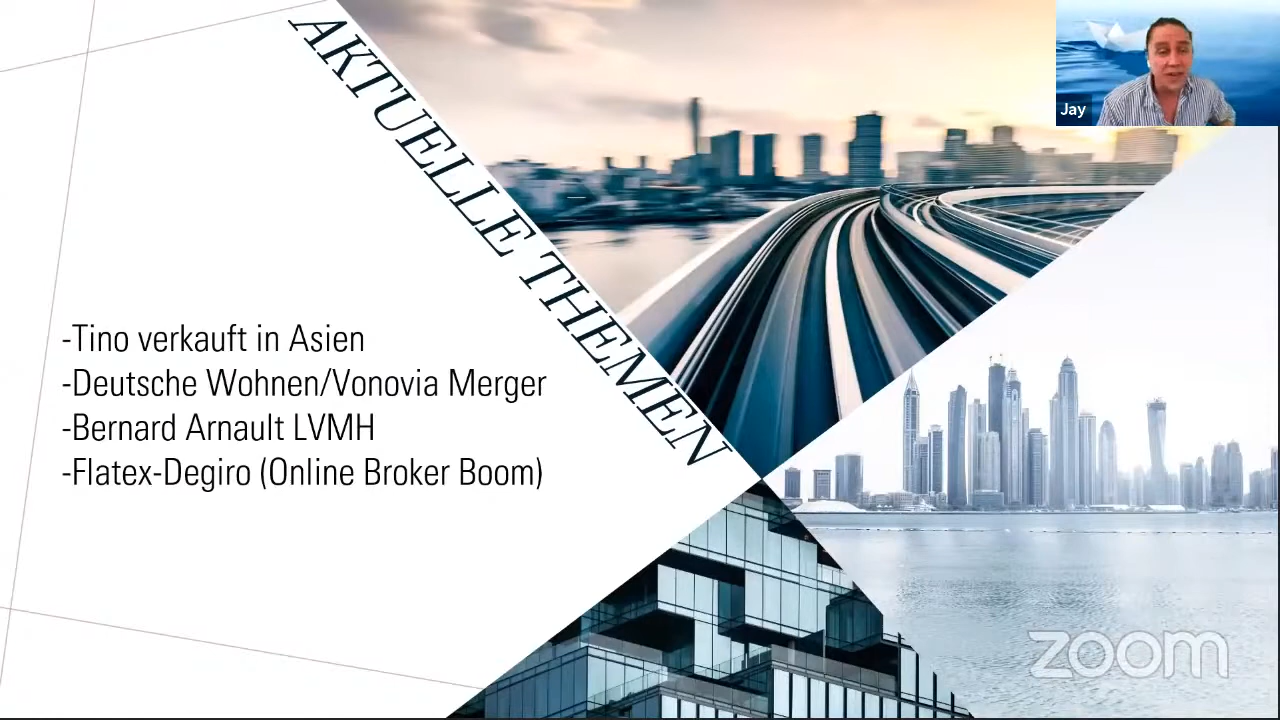 AKTUELLE THEMEN
Jay
-Tino verkauft in Asien
-Deutsche Wohnen/Vonovia Merger
-Bernard Arnault LVMH
-Flatex-Degiro (Online Broker Boom)
zoom